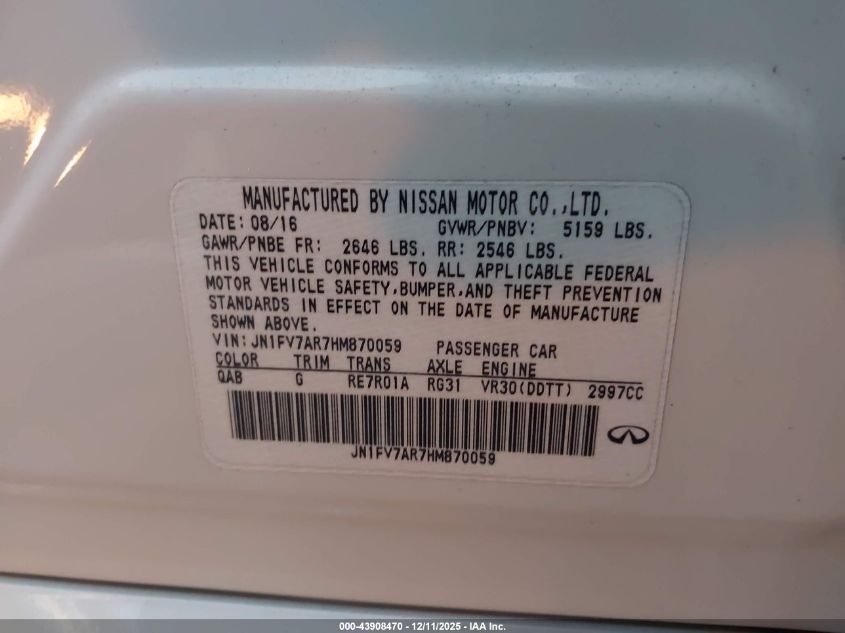 MANUFACTURED BY NISSAN MOTOR CO.,LTD.
DATE: 08/16 GVWR/PNBV: 5159 LBS.
GAWR/PNBE FR: 2646 LBS. RR: 2546 LBS.
THIS VEHICLE CONFORMS TO ALL APPLICABLE FEDERAL
MOTOR VEHICLE SAFETY,BUMPER,AND THEFT PREVENTION
STANDARDS IN EFFECT ON THE DATE OF MANUFACTURE
SHOWN ABOVE.
VIN: JN1FV7AR7HM870059 PASSENGER CAR
COLOR TRIM TRANS AXLE ENGINE
QAB G RE7R01A RG31 VR30(DDTT) 2997CC
JN1FV7AR7HM870059
000-43908470 - 12/11/2025 - IAA Inc.